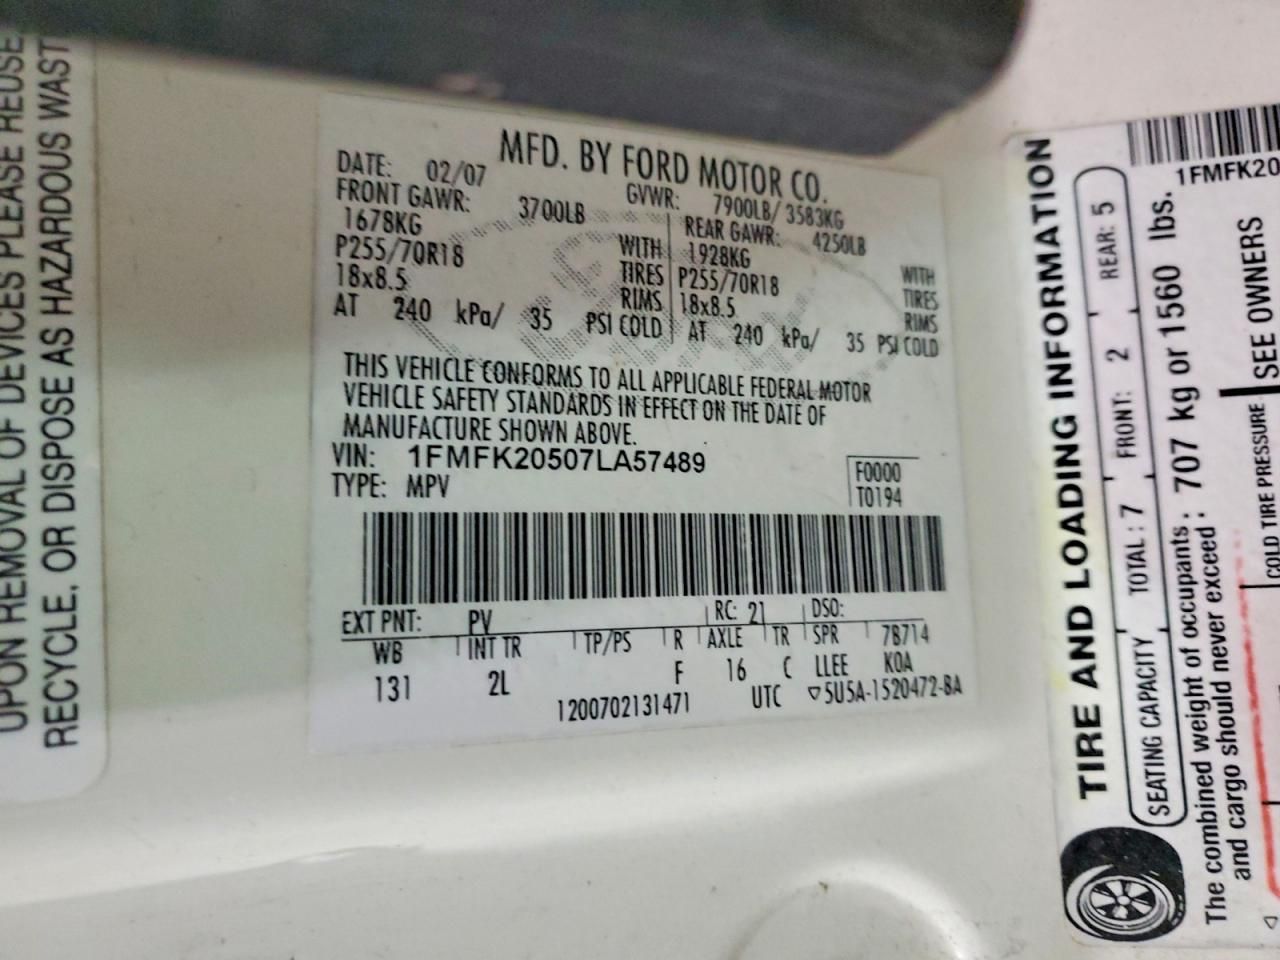 UPON REMOVAL OF DEVICES PLEASE REUSE,
RECYCLE, OR DISPOSE AS HAZARDOUS WAST
MFD. BY FORD MOTOR CO.
DATE: 02/07 GVWR: 7900LB/ 3583KG
FRONT GAWR: 3700LB REAR GAWR: 4250LB
1678KG WITH 1928KG WITH
P255/70R18 TIRES P255/70R18 TIRES
18x8.5 RIMS 18x8.5 RIMS
AT 240 kPa/ 35 PSI COLD AT 240 kPa/ 35 PSI COLD
THIS VEHICLE CONFORMS TO ALL APPLICABLE FEDERAL MOTOR
VEHICLE SAFETY STANDARDS IN EFFECT ON THE DATE OF
MANUFACTURE SHOWN ABOVE.
VIN: 1FMFK20507LA57489 F0000
TYPE: MPV T0194
EXT PNT: PV RC: 21 DSO:
WB INT TR TP/PS R AXLE TR SPR 7B714
131 2L F 16 C LLEE KOA
1200702131471 UTC 5U5A-1520472-BA
1FMFK20
TIRE AND LOADING INFORMATION
SEATING CAPACITY TOTAL: 7 FRONT: 2 REAR: 5
The combined weight of occupants and cargo should never exceed: 707 kg or 1560 lbs.
COLD TIRE PRESSURE
SEE OWNERS